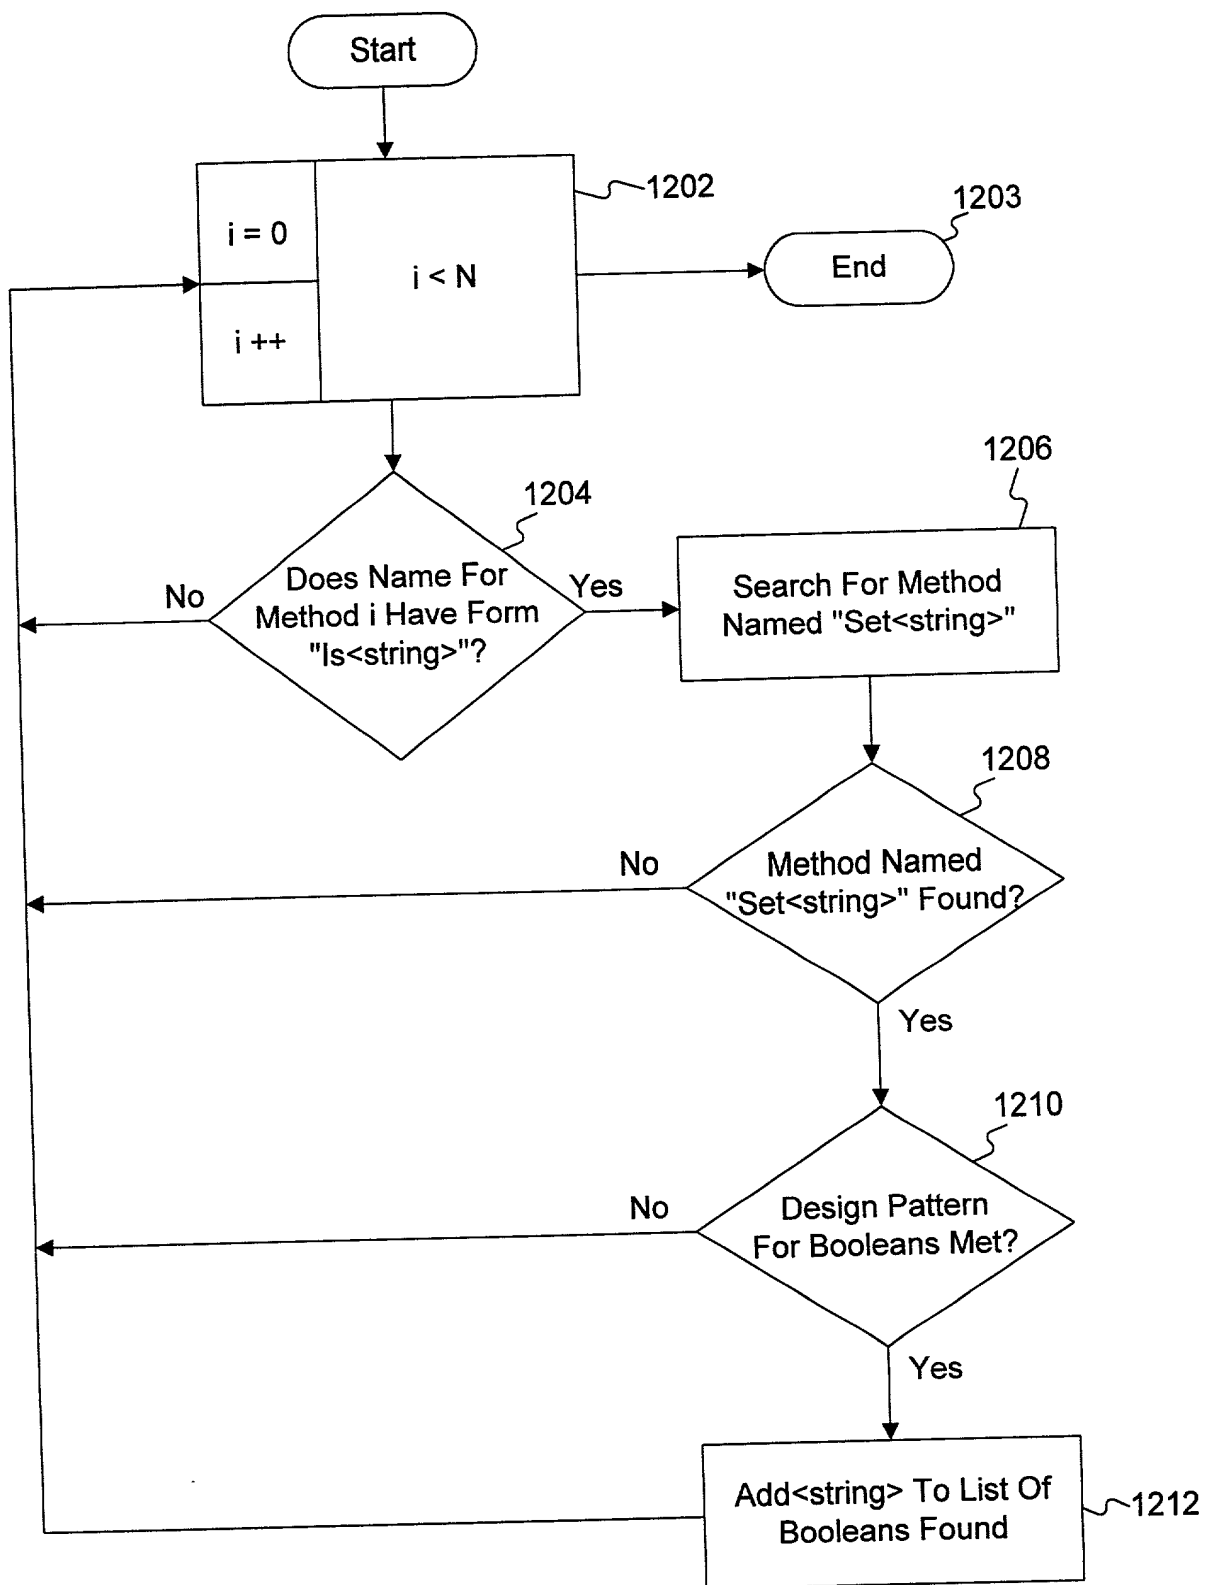 Start
1202
i = 0
i < N
i ++
1203
End
1204
Does Name For
Method i Have Form
"Is<string>"?
No
Yes
1206
Search For Method
Named "Set<string>"
1208
Method Named
"Set<string>" Found?
No
Yes
1210
Design Pattern
For Booleans Met?
No
Yes
Add<string> To List Of
Booleans Found
1212